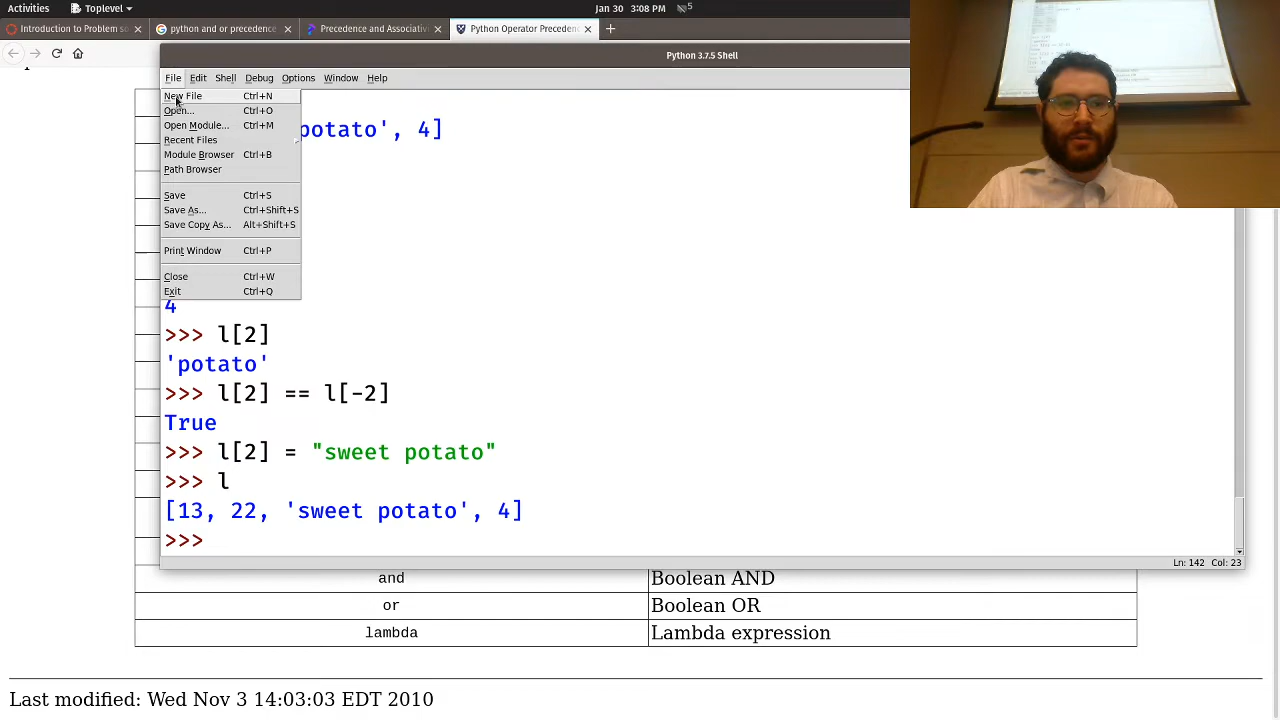 Activities
Toplevel
Jan 30 3:08 PM
5
Introduction to Problem so
python and or precedence
Precedence and Associativ
Python Operator Preceden
Python 3.7.5 Shell
File Edit Shell Debug Options Window Help
New File Ctrl+N
Open... Ctrl+O
Open Module... Ctrl+M
Recent Files
Module Browser Ctrl+B
Path Browser
Save Ctrl+S
Save As... Ctrl+Shift+S
Save Copy As... Alt+Shift+S
Print Window Ctrl+P
Close Ctrl+W
Exit Ctrl+Q
potato', 4]
4
>>> l[2]
'potato'
>>> l[2] == l[-2]
True
>>> l[2] = "sweet potato"
>>> l
[13, 22, 'sweet potato', 4]
>>>
Ln: 142 Col: 23
and Boolean AND
or Boolean OR
lambda Lambda expression
Last modified: Wed Nov 3 14:03:03 EDT 2010